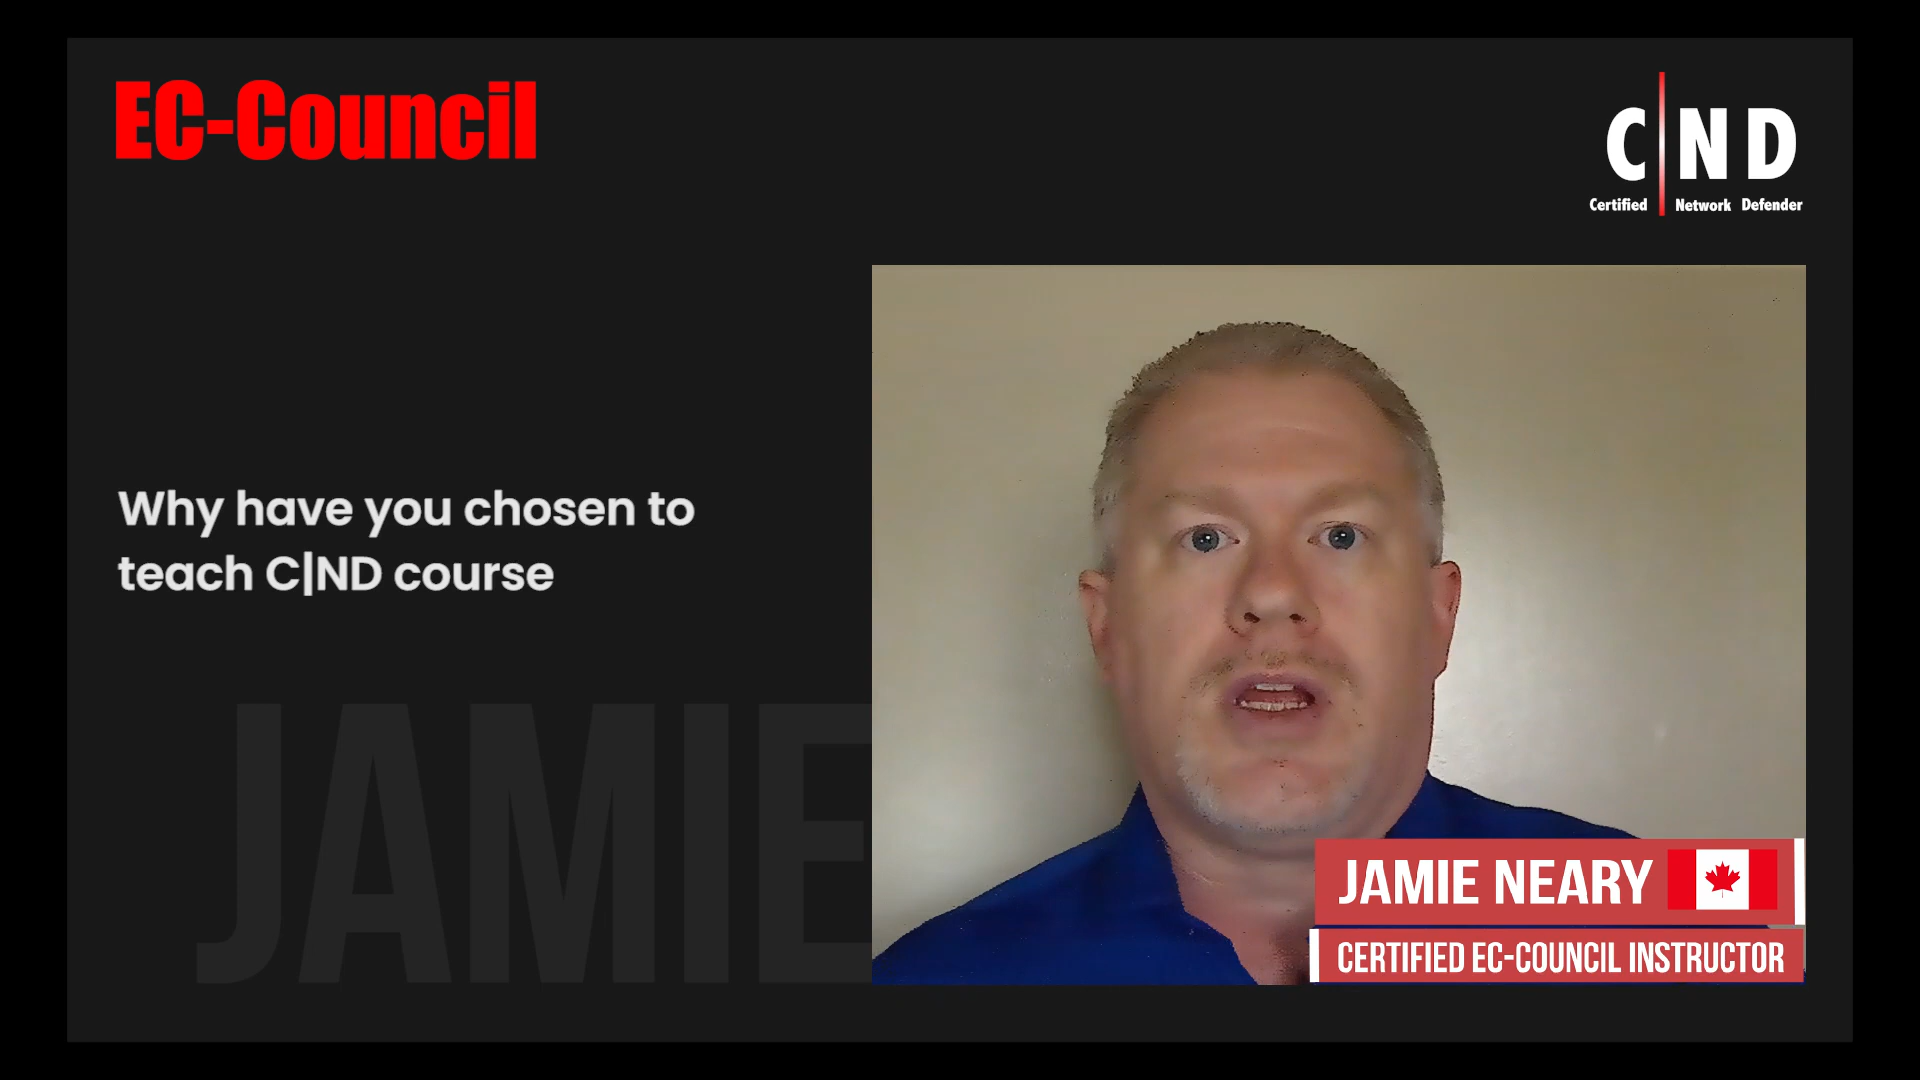 EC-Council
C|ND
Certified Network Defender
Why have you chosen to
teach C|ND course
JAMIE
JAMIE NEARY
CERTIFIED EC-COUNCIL INSTRUCTOR